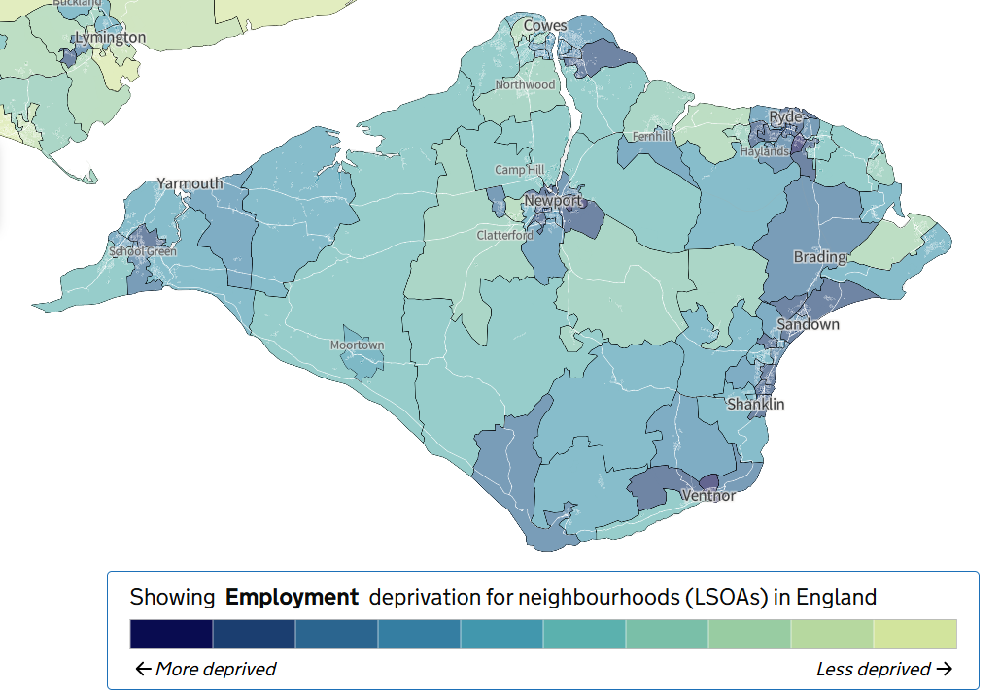 Buckland
Lymington
Cowes
Northwood
Ryde
Fernhill
Haylands
Camp Hill
Yarmouth
Newport
Clatterford
School Green
Brading
Sandown
Moortown
Shanklin
Ventnor
Showing Employment deprivation for neighbourhoods (LSOAs) in England
← More deprived
Less deprived →